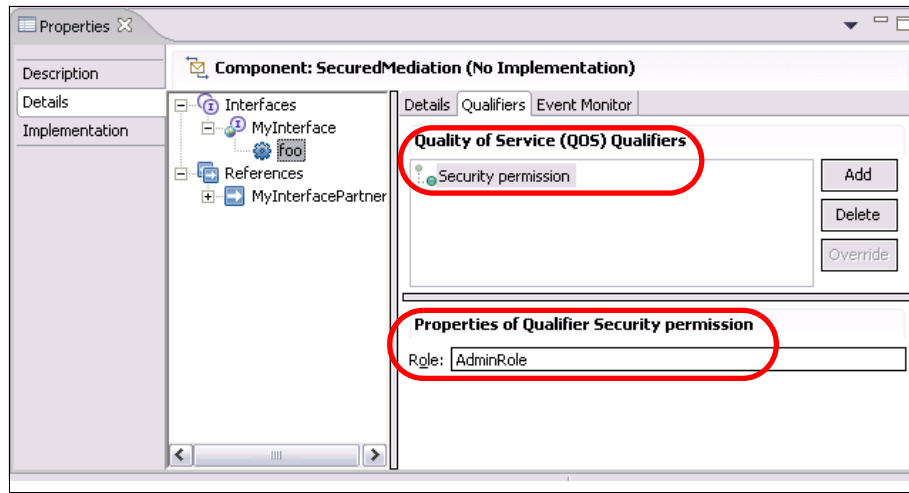 Properties
Description
Details
Implementation
Component: SecuredMediation (No Implementation)
Interfaces
MyInterface
foo
References
MyInterfacePartner
Details Qualifiers Event Monitor
Quality of Service (QOS) Qualifiers
Security permission
Add
Delete
Override
Properties of Qualifier Security permission
Role: AdminRole